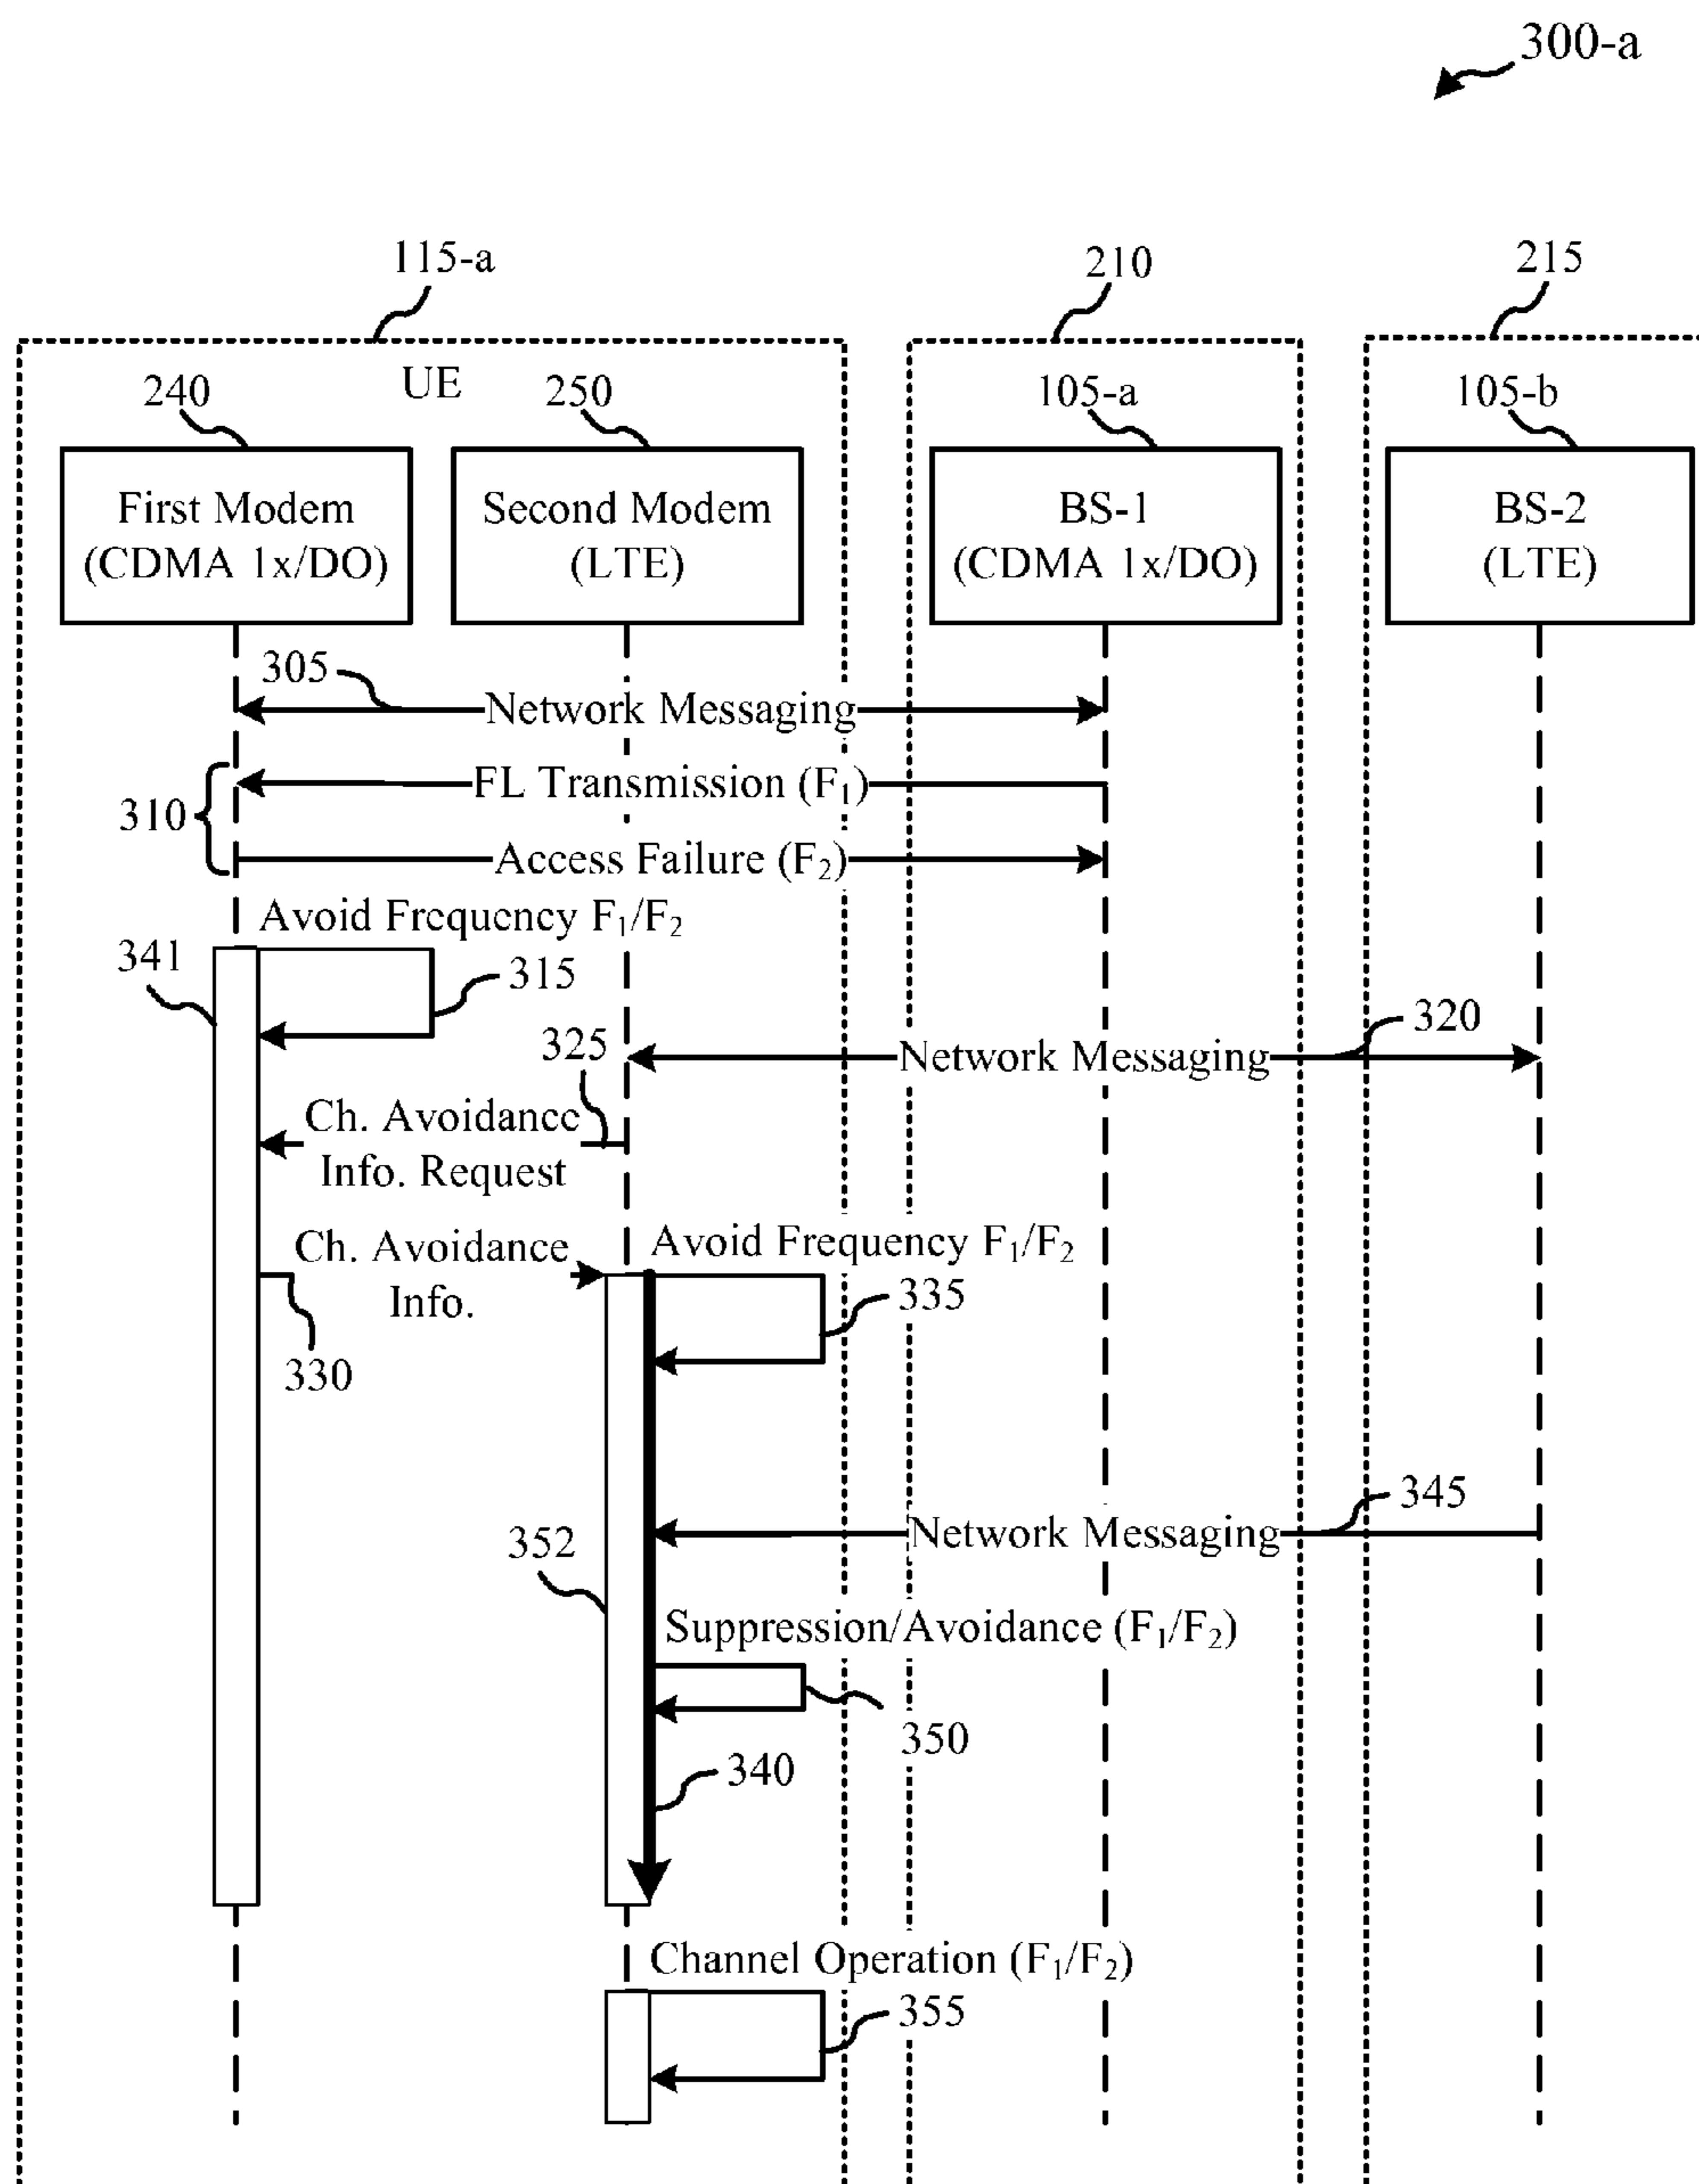 300-a
115-a
210
215
UE
240
250
105-a
105-b
First Modem
(CDMA 1x/DO)
Second Modem
(LTE)
BS-1
(CDMA 1x/DO)
BS-2
(LTE)
305
Network Messaging
310
FL Transmission (F₁)
Access Failure (F₂)
Avoid Frequency F₁/F₂
341
315
320
Network Messaging
325
Ch. Avoidance
Info. Request
Ch. Avoidance
Info.
Avoid Frequency F₁/F₂
335
330
345
Network Messaging
352
Suppression/Avoidance (F₁/F₂)
350
340
Channel Operation (F₁/F₂)
355